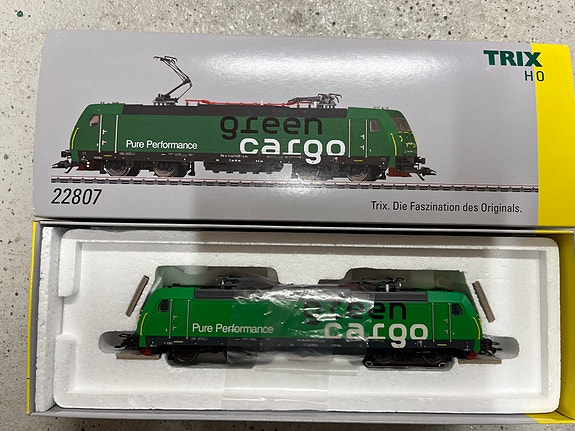 TRIX
H0
green
cargo
Pure Performance
22807
Trix. Die Faszination des Originals.
green
cargo
Pure Performance